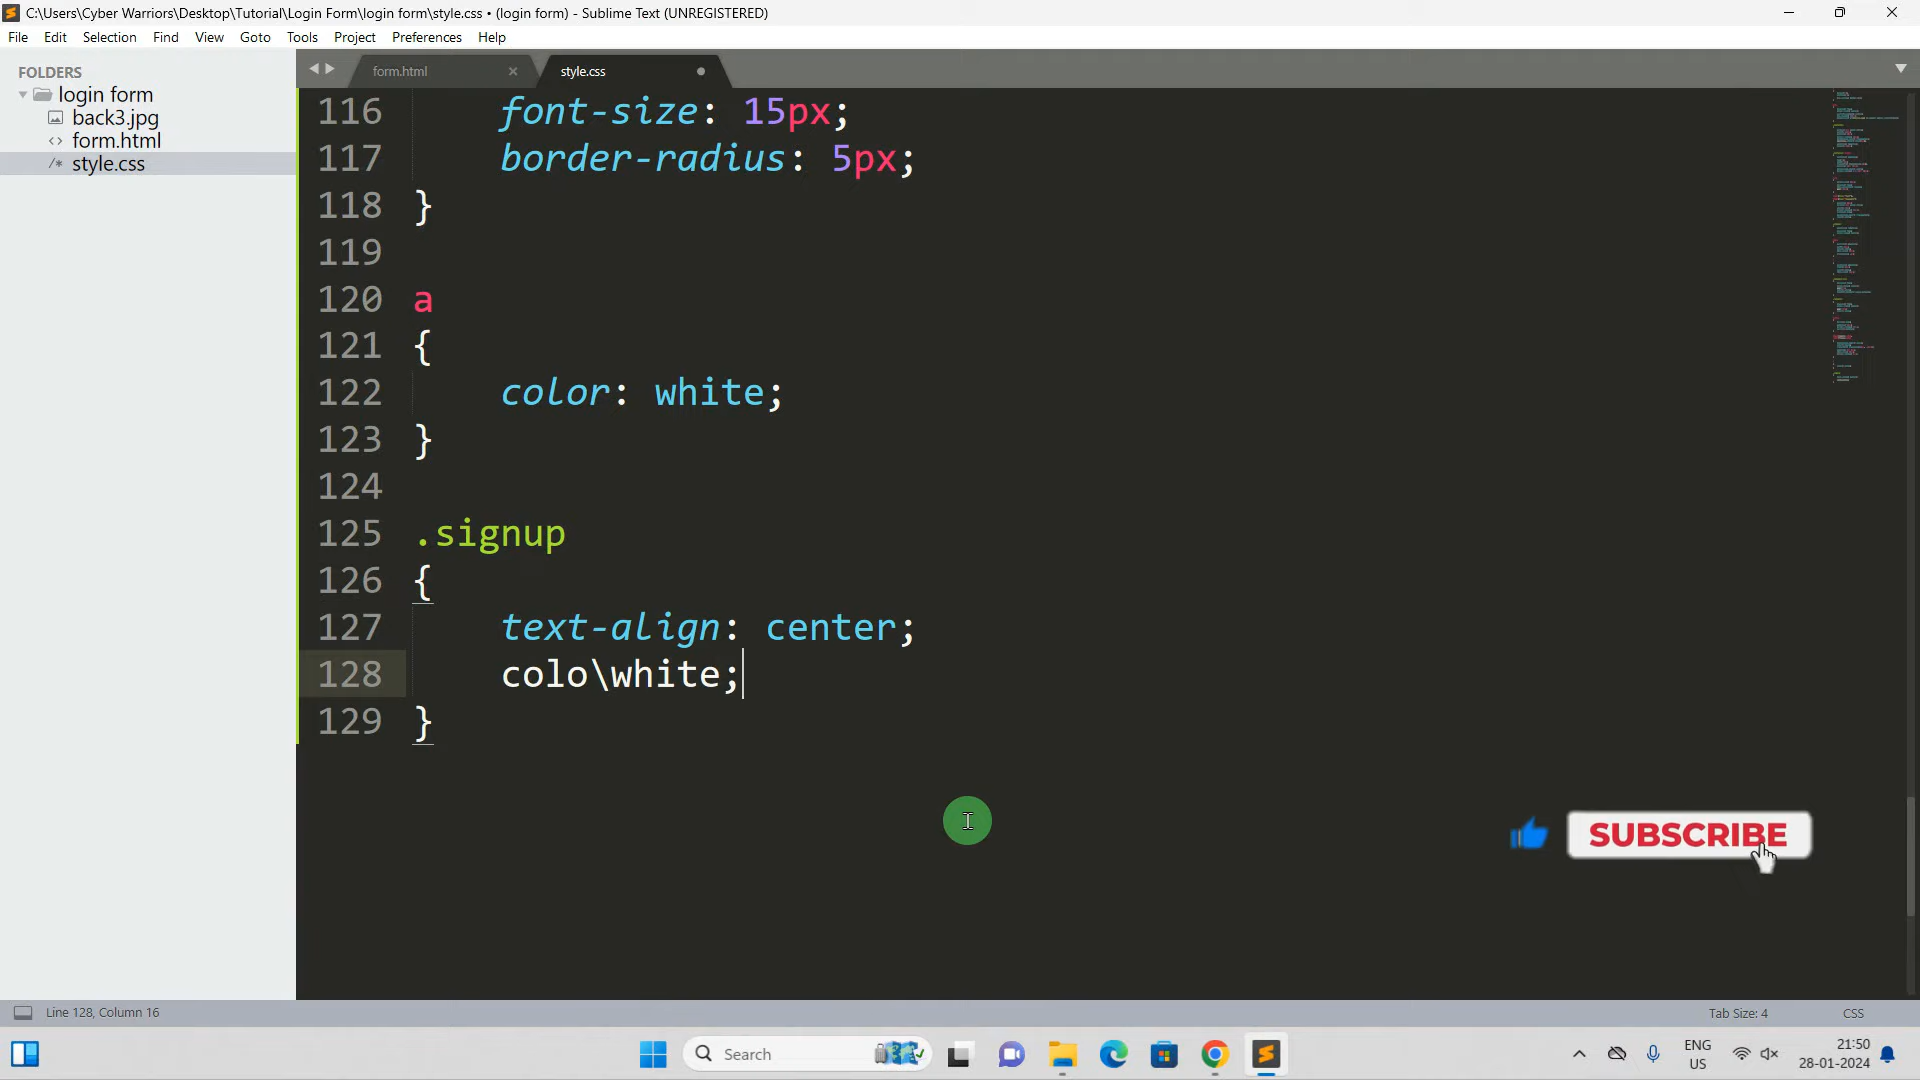 C:\Users\Cyber Warriors\Desktop\Tutorial\Login Form\login form\style.css • (login form) - Sublime Text (UNREGISTERED)
File Edit Selection Find View Goto Tools Project Preferences Help
FOLDERS
login form
back3.jpg
form.html
style.css
form.html
style.css
116 font-size: 15px;
117 border-radius: 5px;
118 }
119
120 a
121 {
122 color: white;
123 }
124
125 .signup
126 {
127 text-align: center;
128 colo\white;
129 }
SUBSCRIBE
Line 128, Column 16
Tab Size: 4
CSS
Search
ENG
US
21:50
28-01-2024